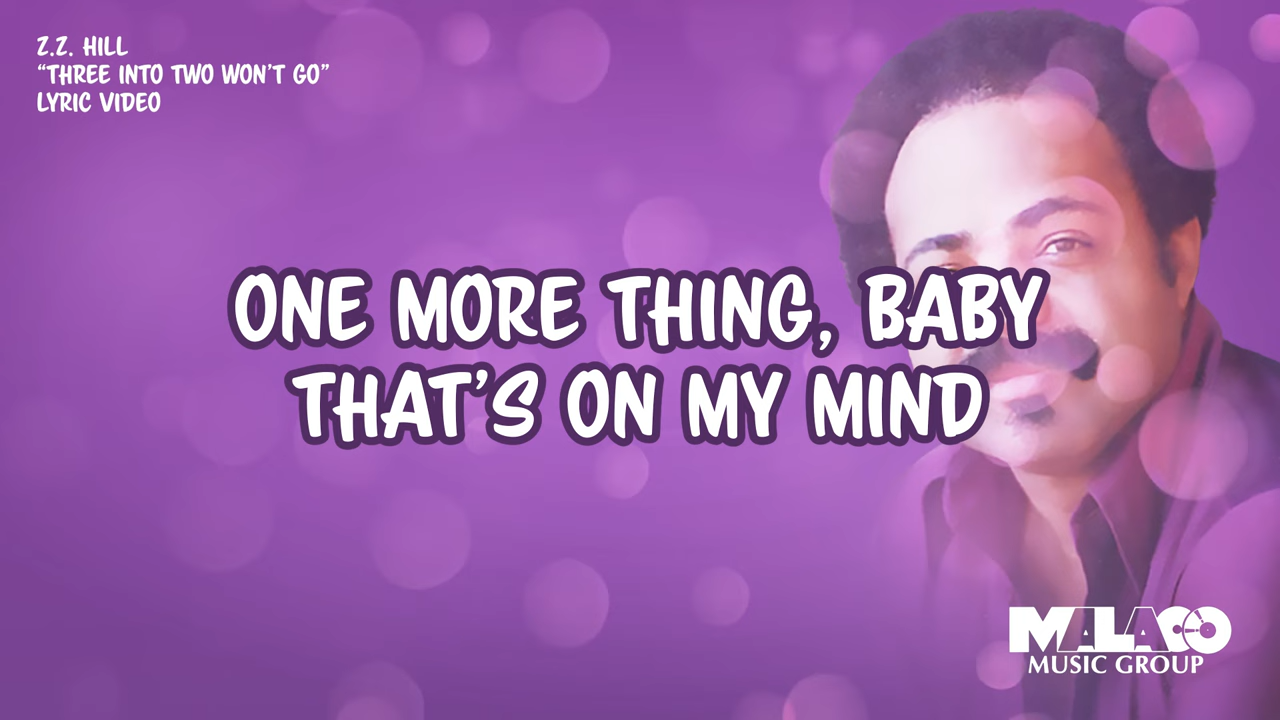 Z.Z. HILL
“THREE INTO TWO WON’T GO”
LYRIC VIDEO
ONE MORE THING, BABY
THAT’S ON MY MIND
MALACO
MUSIC GROUP